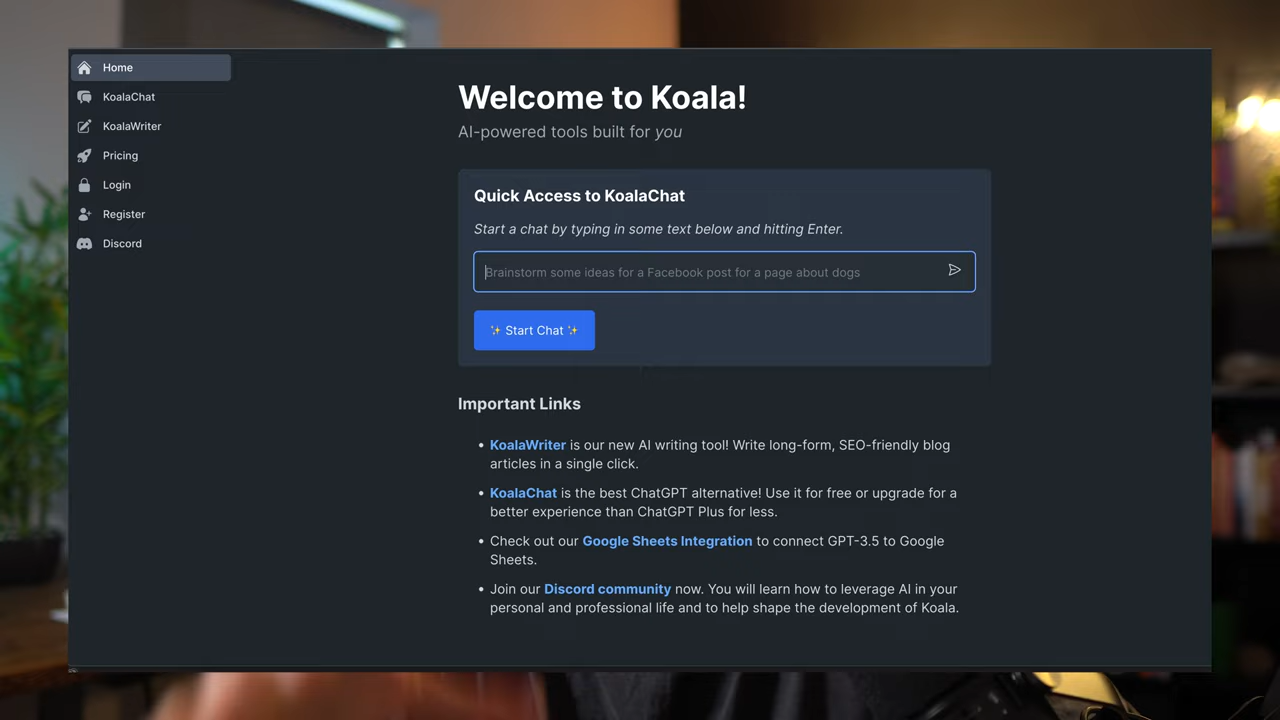 Home
KoalaChat
KoalaWriter
Pricing
Login
Register
Discord
Welcome to Koala!
AI-powered tools built for you
Quick Access to KoalaChat
Start a chat by typing in some text below and hitting Enter.
Brainstorm some ideas for a Facebook post for a page about dogs
✨ Start Chat ✨
Important Links
• KoalaWriter is our new AI writing tool! Write long-form, SEO-friendly blog
articles in a single click.
• KoalaChat is the best ChatGPT alternative! Use it for free or upgrade for a
better experience than ChatGPT Plus for less.
• Check out our Google Sheets Integration to connect GPT-3.5 to Google
Sheets.
• Join our Discord community now. You will learn how to leverage AI in your
personal and professional life and to help shape the development of Koala.